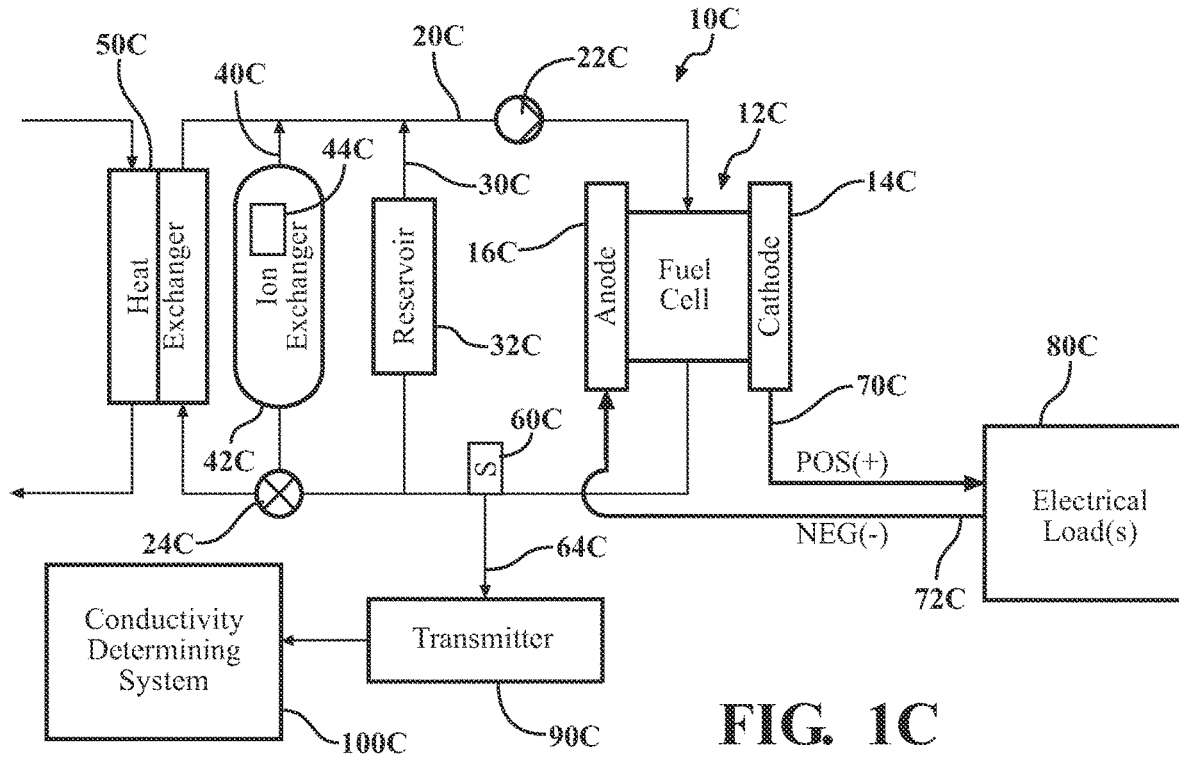 10C
50C
20C
22C
40C
12C
44C
14C
30C
16C
Heat
Exchanger
Ion
Exchanger
Reservoir
Anode
Fuel
Cell
Cathode
32C
80C
70C
60C
42C
S
POS(+)
Electrical
Load(s)
NEG(-)
24C
64C
72C
Conductivity
Determining
System
Transmitter
100C
90C
FIG. 1C